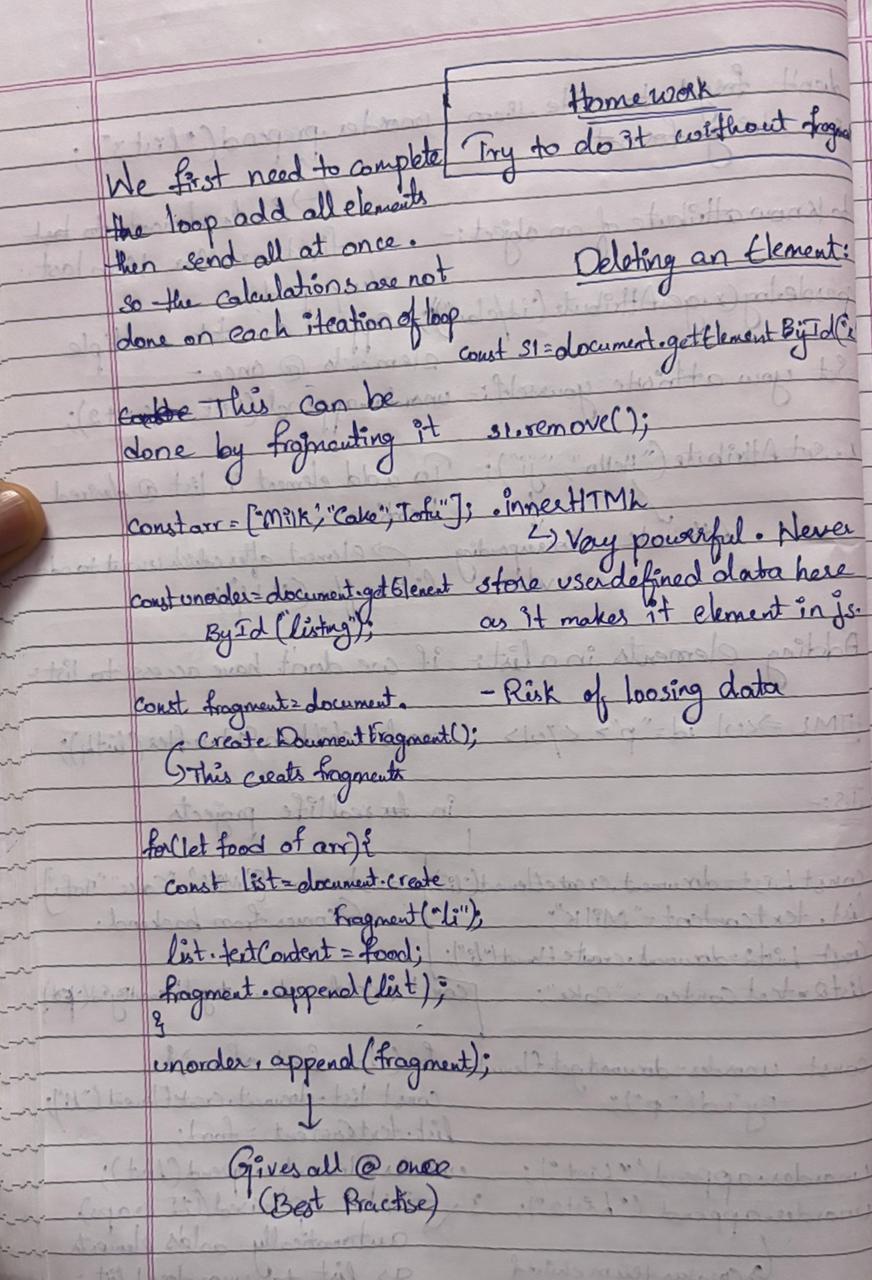 Homework
Try to do it without fragme
We first need to complete
the loop add all elements
then send all at once.
so the calculations are not
done on each iteation of loop
This can be
done by fragmenting it
const arr = ["Milk", "Cake", Tofu"];
const unorder = document.getElement
ById ("listing");
const fragment = document.
Create DocumentFragment();
↳ This creats fragments
for(let food of arr){
const list = document.create
Fragment("li");
list.textContent = food;
fragment.append(list);
}
unorder.append(fragment);
↓
Gives all @ once
(Best Practise)
Deleting an Element:
const s1 = document.getElement ById(
s1.remove();
.innerHTML
↳ Very powerful. Never
store userdefined data here
as it makes it element in js.
- Risk of loosing data